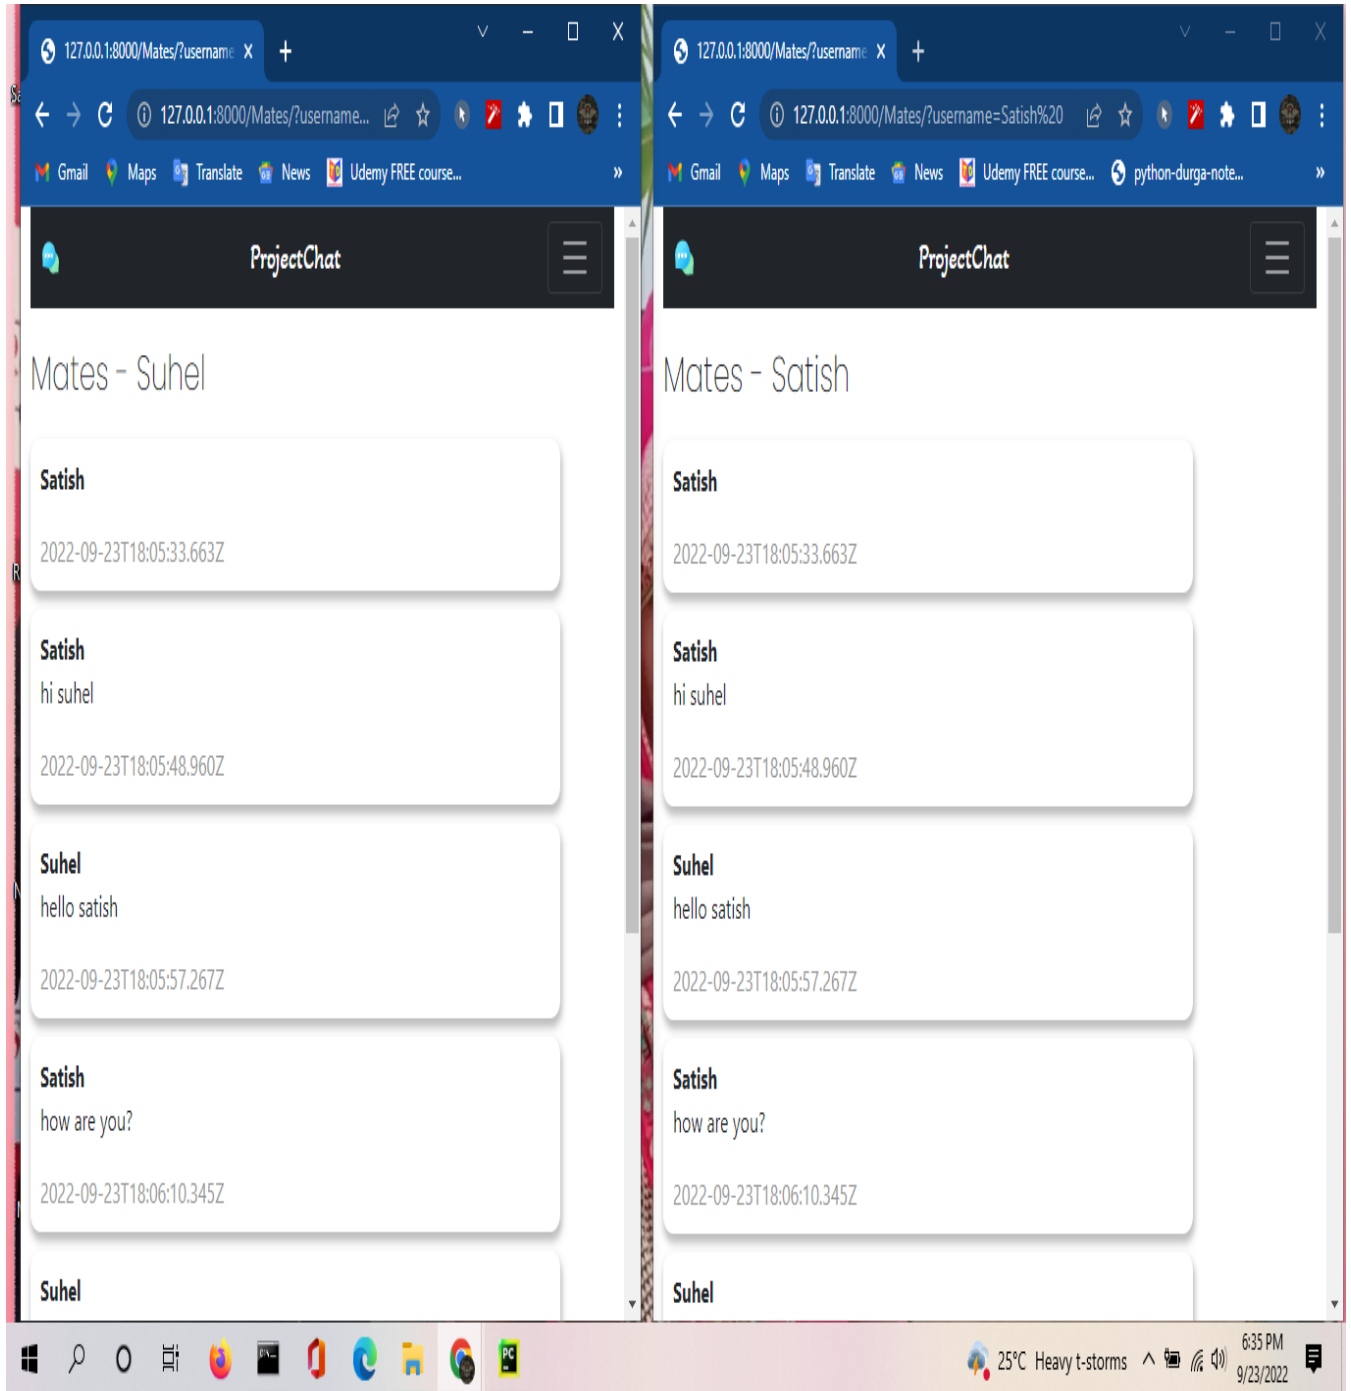 127.0.0.1:8000/Mates/?username
127.0.0.1:8000/Mates/?username...
Gmail Maps Translate News Udemy FREE course... »
ProjectChat
Mates - Suhel
Satish
2022-09-23T18:05:33.663Z
Satish
hi suhel
2022-09-23T18:05:48.960Z
Suhel
hello satish
2022-09-23T18:05:57.267Z
Satish
how are you?
2022-09-23T18:06:10.345Z
Suhel
127.0.0.1:8000/Mates/?username
127.0.0.1:8000/Mates/?username=Satish%20
Gmail Maps Translate News Udemy FREE course... python-durga-note... »
ProjectChat
Mates - Satish
Satish
2022-09-23T18:05:33.663Z
Satish
hi suhel
2022-09-23T18:05:48.960Z
Suhel
hello satish
2022-09-23T18:05:57.267Z
Satish
how are you?
2022-09-23T18:06:10.345Z
Suhel
PC
25°C Heavy t-storms
6:35 PM
9/23/2022